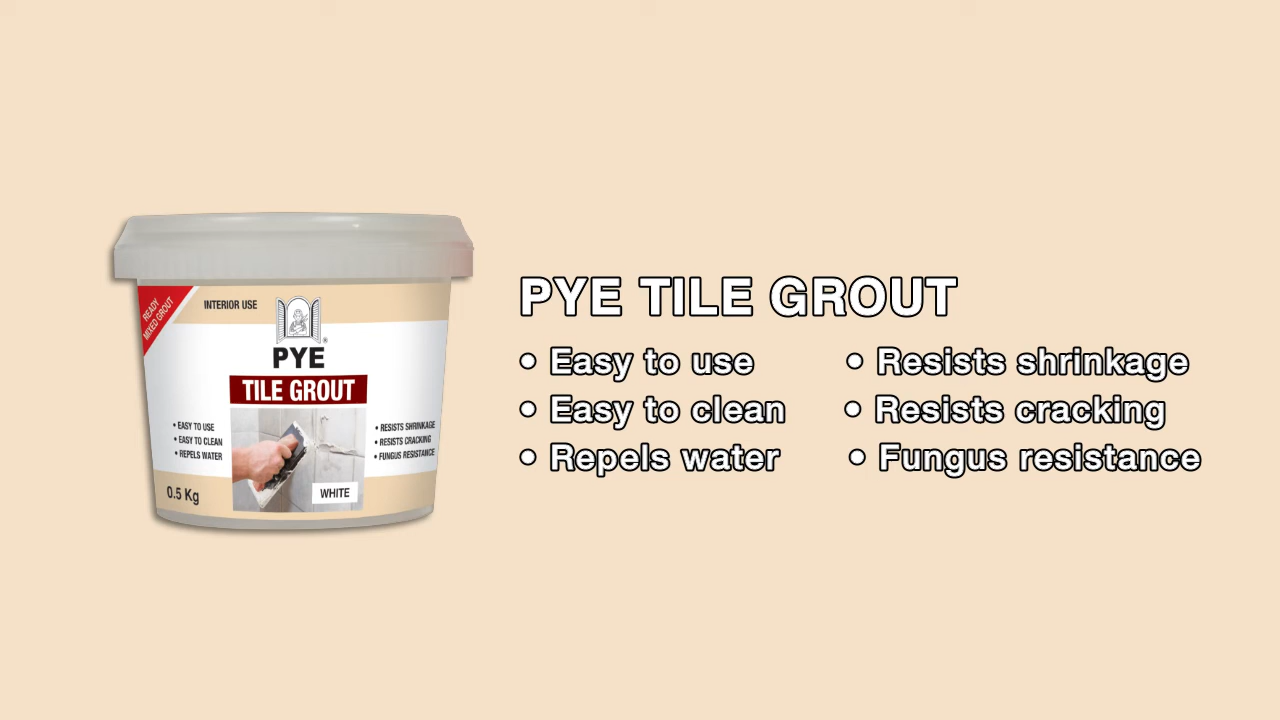 READY
MIXED GROUT
INTERIOR USE
PYE
®
TILE GROUT
• EASY TO USE
• EASY TO CLEAN
• REPELS WATER
• RESISTS SHRINKAGE
• RESISTS CRACKING
• FUNGUS RESISTANCE
0.5 Kg
WHITE
PYE TILE GROUT
• Easy to use
• Easy to clean
• Repels water
• Resists shrinkage
• Resists cracking
• Fungus resistance